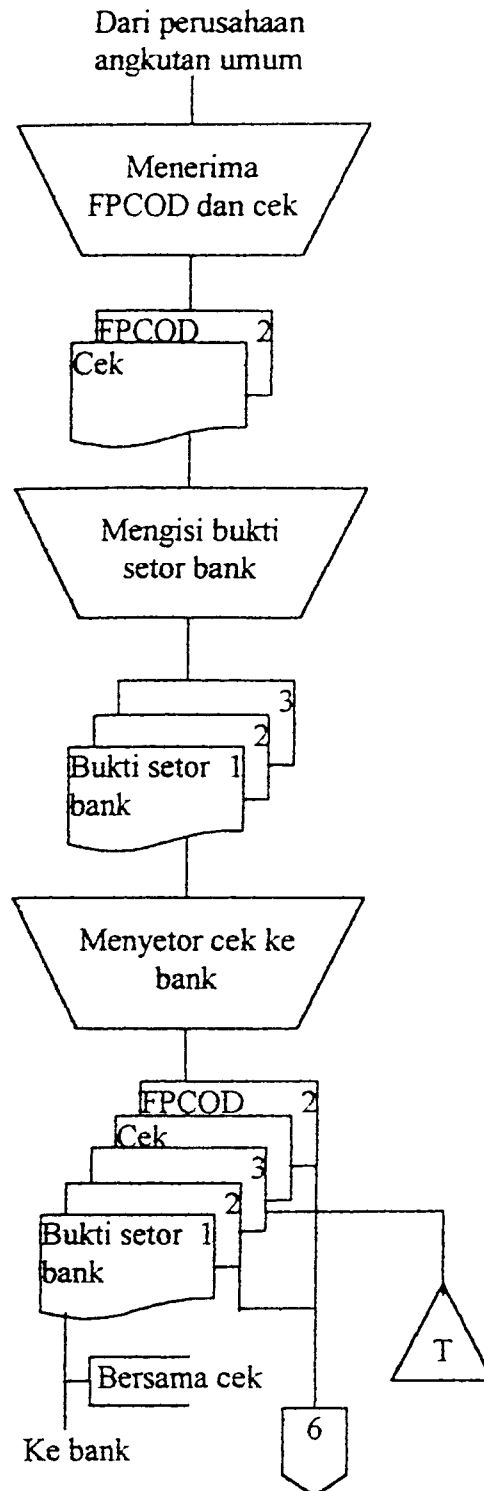 Dari perusahaan
angkutan umum
Menerima
FPCOD dan cek
FPCOD 2
Cek
Mengisi bukti
setor bank
3
2
Bukti setor 1
bank
Menyetor cek ke
bank
FPCOD 2
Cek
3
2
Bukti setor 1
bank
T
Bersama cek
6
Ke bank